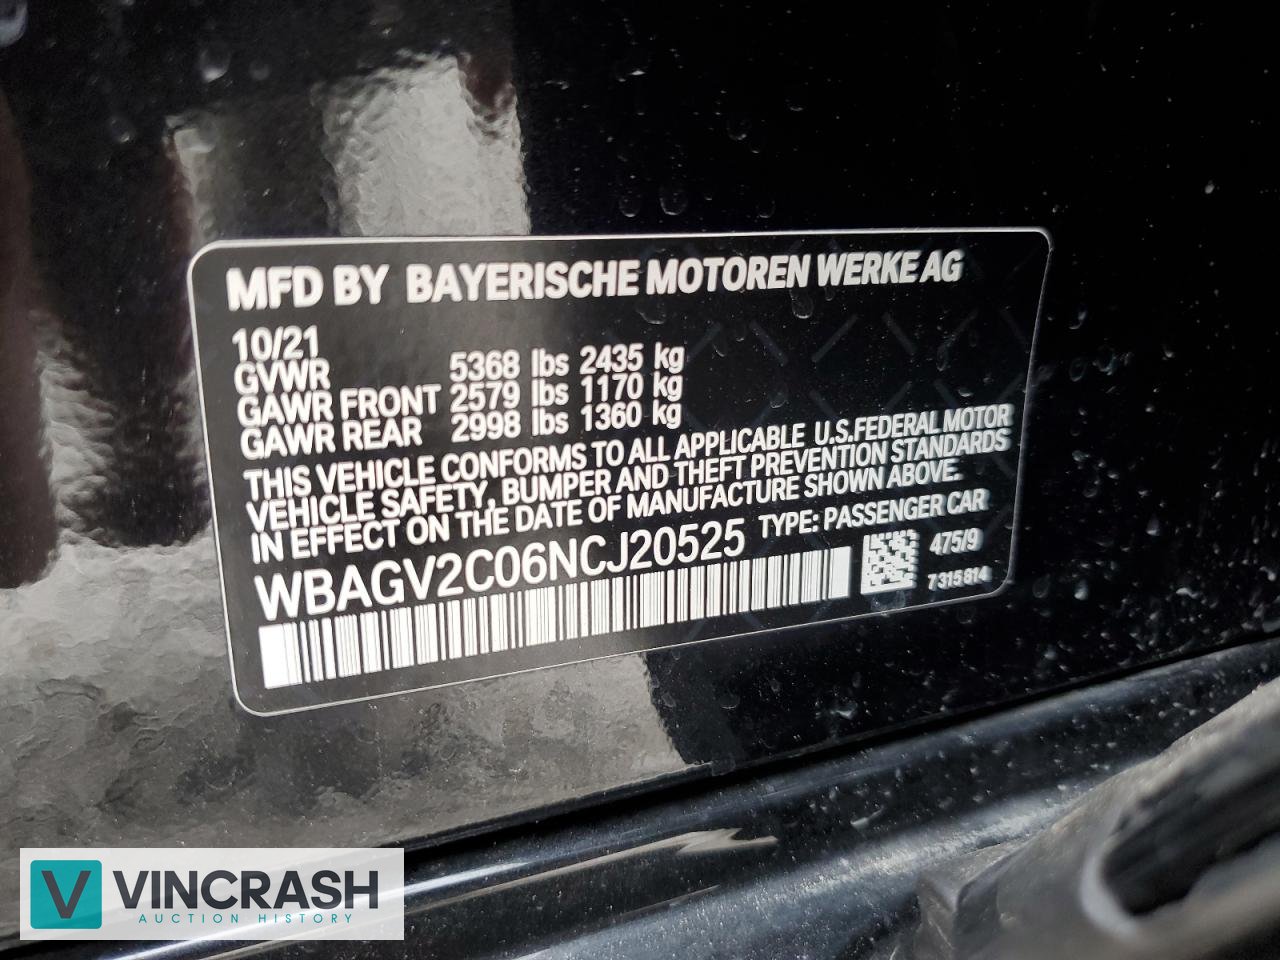 MFD BY BAYERISCHE MOTOREN WERKE AG
10/21
GVWR 5368 lbs 2435 kg
GAWR FRONT 2579 lbs 1170 kg
GAWR REAR 2998 lbs 1360 kg
THIS VEHICLE CONFORMS TO ALL APPLICABLE U.S.FEDERAL MOTOR
VEHICLE SAFETY, BUMPER AND THEFT PREVENTION STANDARDS
IN EFFECT ON THE DATE OF MANUFACTURE SHOWN ABOVE.
WBAGV2C06NCJ20525 TYPE: PASSENGER CAR
475/9
7315814
V VINCRASH
AUCTION HISTORY